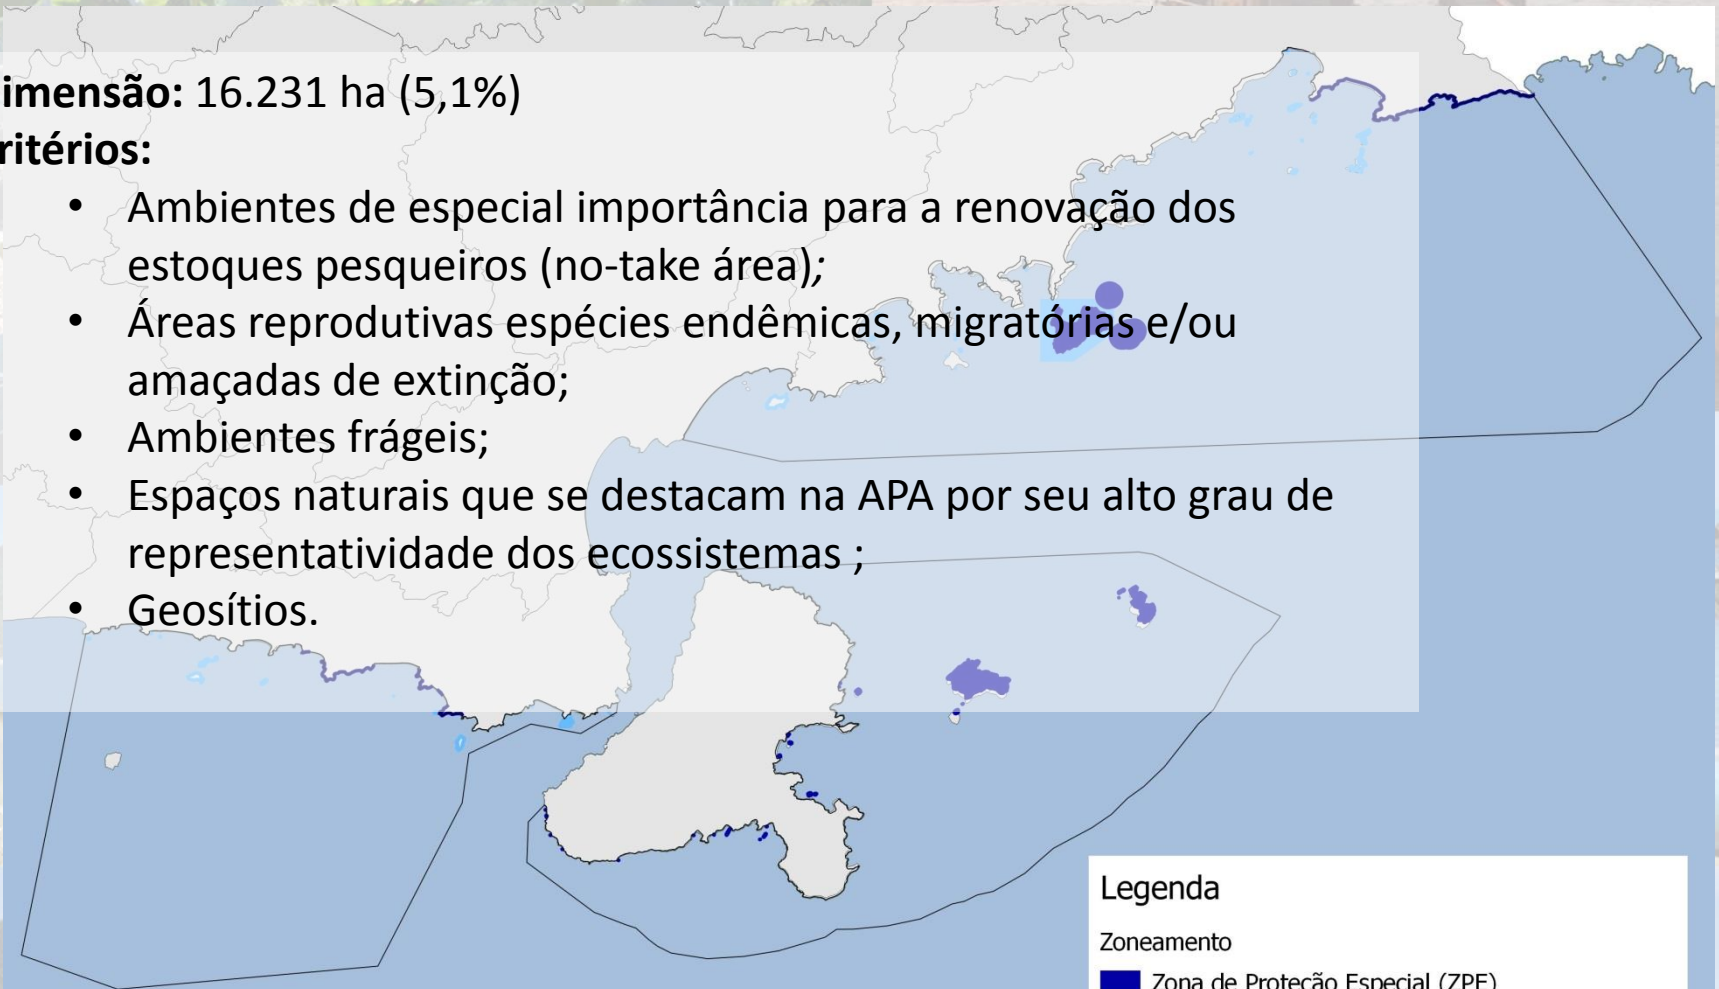 imensão: 16.231 ha (5,1%)
ritérios:
• Ambientes de especial importância para a renovação dos
estoques pesqueiros (no-take área);
• Áreas reprodutivas espécies endêmicas, migratórias e/ou
amaçadas de extinção;
• Ambientes frágeis;
• Espaços naturais que se destacam na APA por seu alto grau de
representatividade dos ecossistemas ;
• Geosítios.
Legenda
Zoneamento
Zona de Proteção Especial (ZPE)